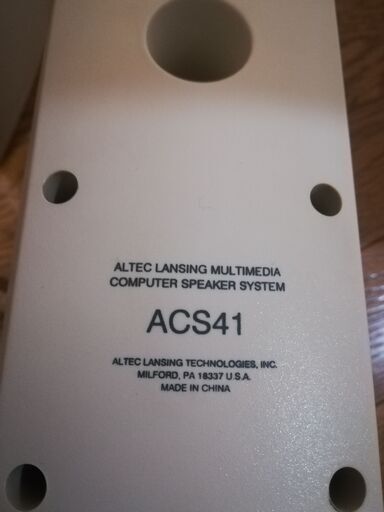 ALTEC LANSING MULTIMEDIA
COMPUTER SPEAKER SYSTEM
ACS41
ALTEC LANSING TECHNOLOGIES, INC.
MILFORD, PA 18337 U.S.A.
MADE IN CHINA